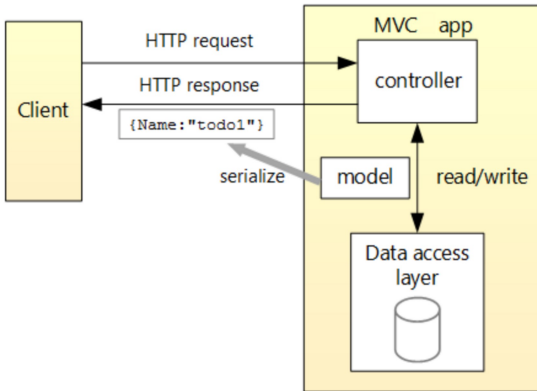 MVC app
HTTP request
controller
HTTP response
Client
{Name:"todo1"}
serialize
model
read/write
Data access
layer